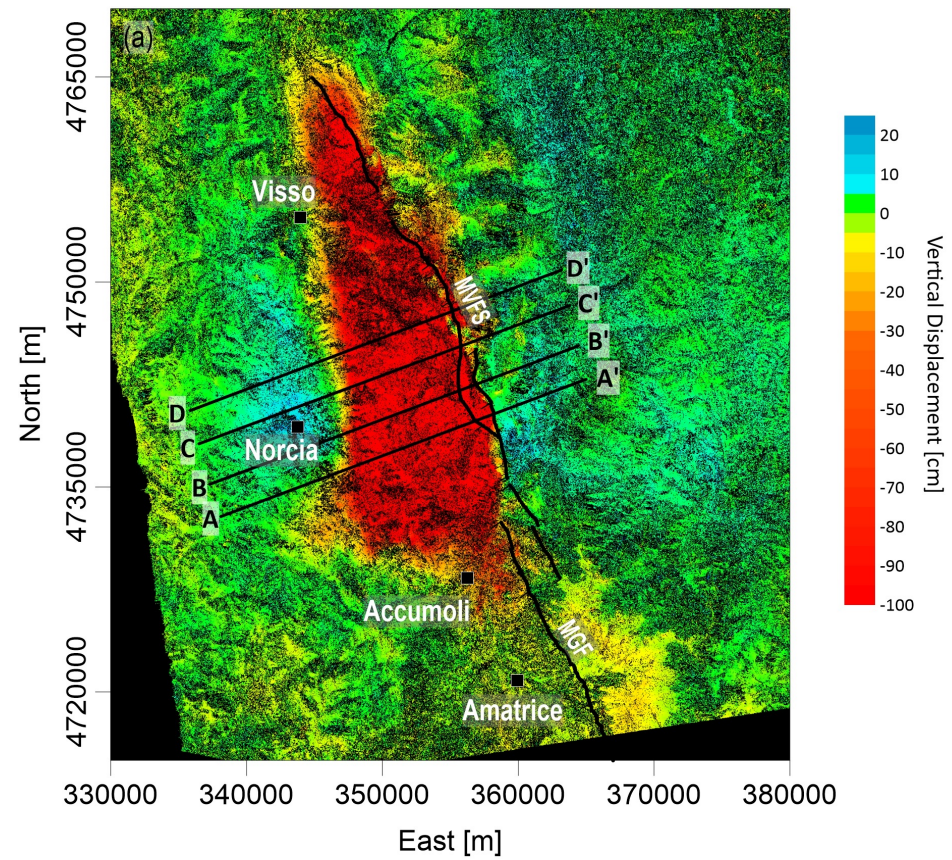 (a)
4765000
4750000
4735000
4720000
North [m]
Visso
MVFS
D'
C'
B'
A'
D
C
B
A
Norcia
Accumoli
MGF
Amatrice
330000 340000 350000 360000 370000 380000
East [m]
20
10
0
-10
-20
-30
-40
-50
-60
-70
-80
-90
-100
Vertical Displacement [cm]